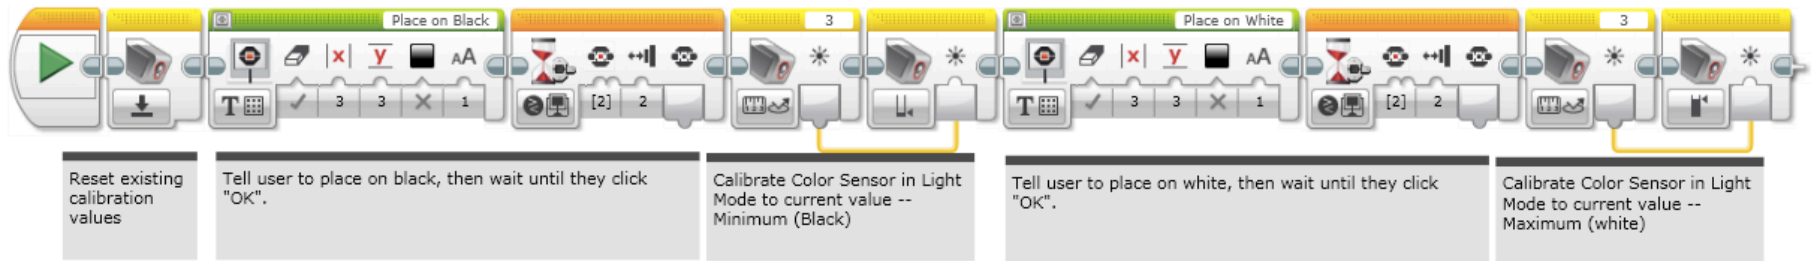 Place on Black
3
Place on White
3
T
3
3
1
[2]
2
T
3
3
1
[2]
2
Reset existing
calibration
values
Tell user to place on black, then wait until they click
"OK".
Calibrate Color Sensor in Light
Mode to current value --
Minimum (Black)
Tell user to place on white, then wait until they click
"OK".
Calibrate Color Sensor in Light
Mode to current value --
Maximum (white)